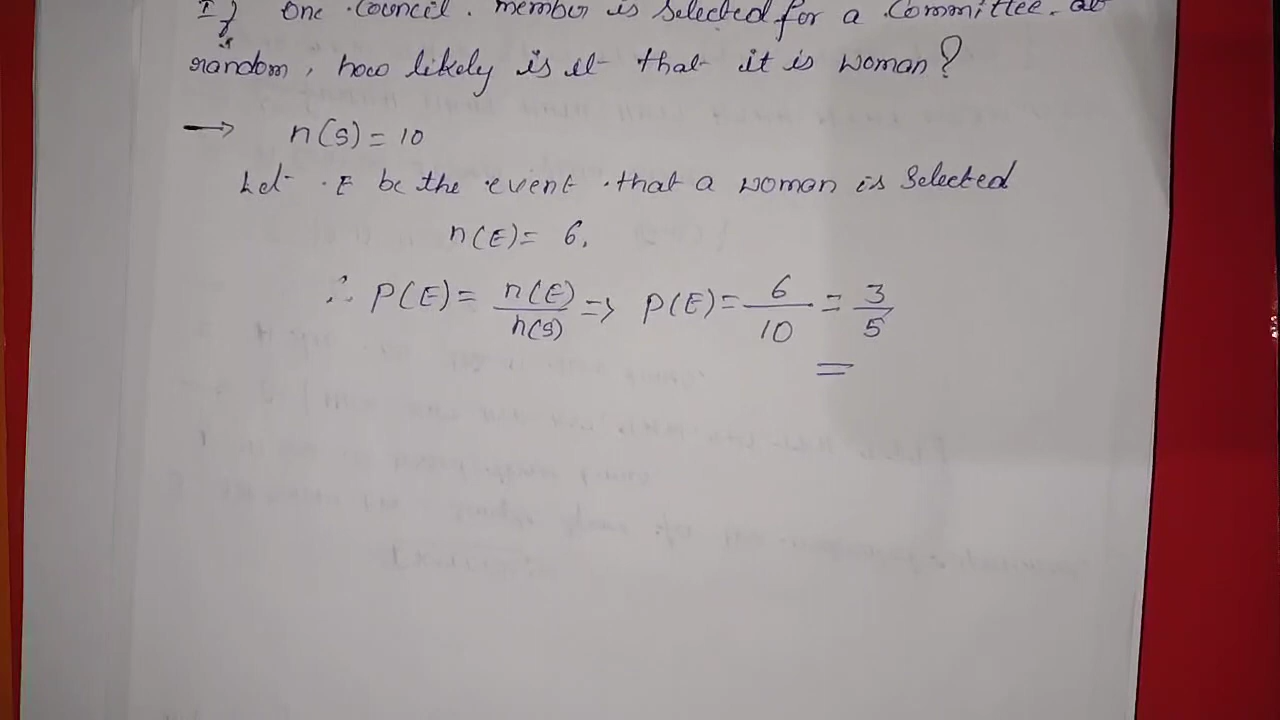 If one council member is selected for a committee at
random, how likely is it that it is woman?
→ n(S) = 10
Let E be the event that a woman is selected
n(E) = 6.
∴ P(E) = n(E)/n(S) => P(E) = 6/10 = 3/5